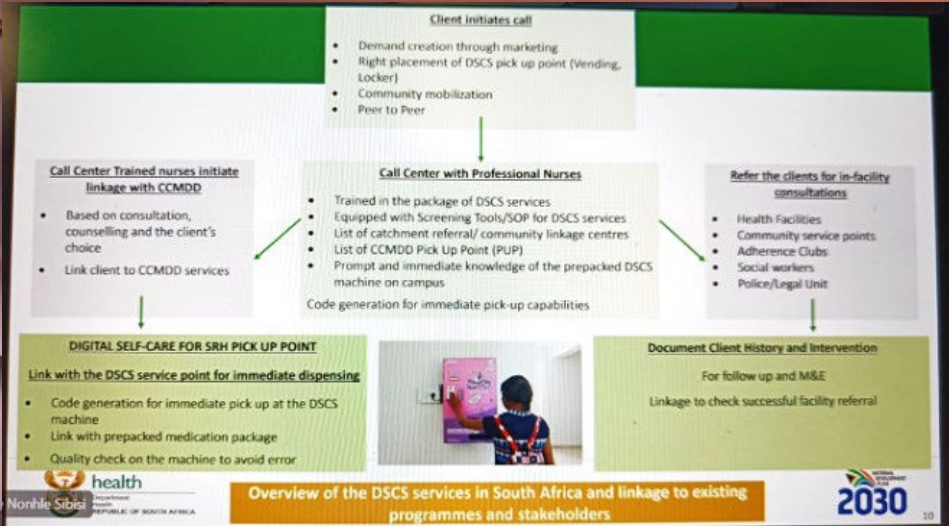 Client initiates call
• Demand creation through marketing
• Right placement of DSCS pick up point (Vending,
Locker)
• Community mobilization
• Peer to Peer
Call Center Trained nurses initiate
linkage with CCMDD
• Based on consultation,
counselling and the client's
choice
• Link client to CCMDD services
Call Center with Professional Nurses
• Trained in the package of DSCS services
• Equipped with Screening Tools/SOP for DSCS services
• List of catchment referral/ community linkage centres
• List of CCMDD Pick Up Point (PUP)
• Prompt and immediate knowledge of the prepacked DSCS
machine on campus
Code generation for immediate pick-up capabilities
Refer the clients for in-facility
consultations
• Health Facilities
• Community service points
• Adherence Clubs
• Social workers
• Police/Legal Unit
DIGITAL SELF-CARE FOR SRH PICK UP POINT
Link with the DSCS service point for immediate dispensing
• Code generation for immediate pick up at the DSCS
machine
• Link with prepacked medication package
• Quality check on the machine to avoid error
Document Client History and Intervention
For follow up and M&E
Linkage to check successful facility referral
health
Department:
Health
REPUBLIC OF SOUTH AFRICA
Nonhle Sibisi
Overview of the DSCS services in South Africa and linkage to existing
programmes and stakeholders
NATIONAL
DEVELOPMENT
PLAN
2030
10